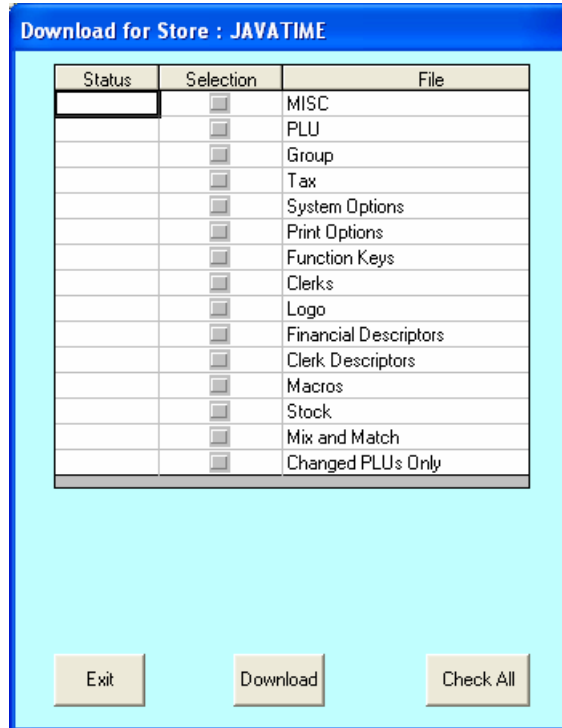 Download for Store : JAVATIME
Status Selection File
MISC
PLU
Group
Tax
System Options
Print Options
Function Keys
Clerks
Logo
Financial Descriptors
Clerk Descriptors
Macros
Stock
Mix and Match
Changed PLUs Only
Exit Download Check All